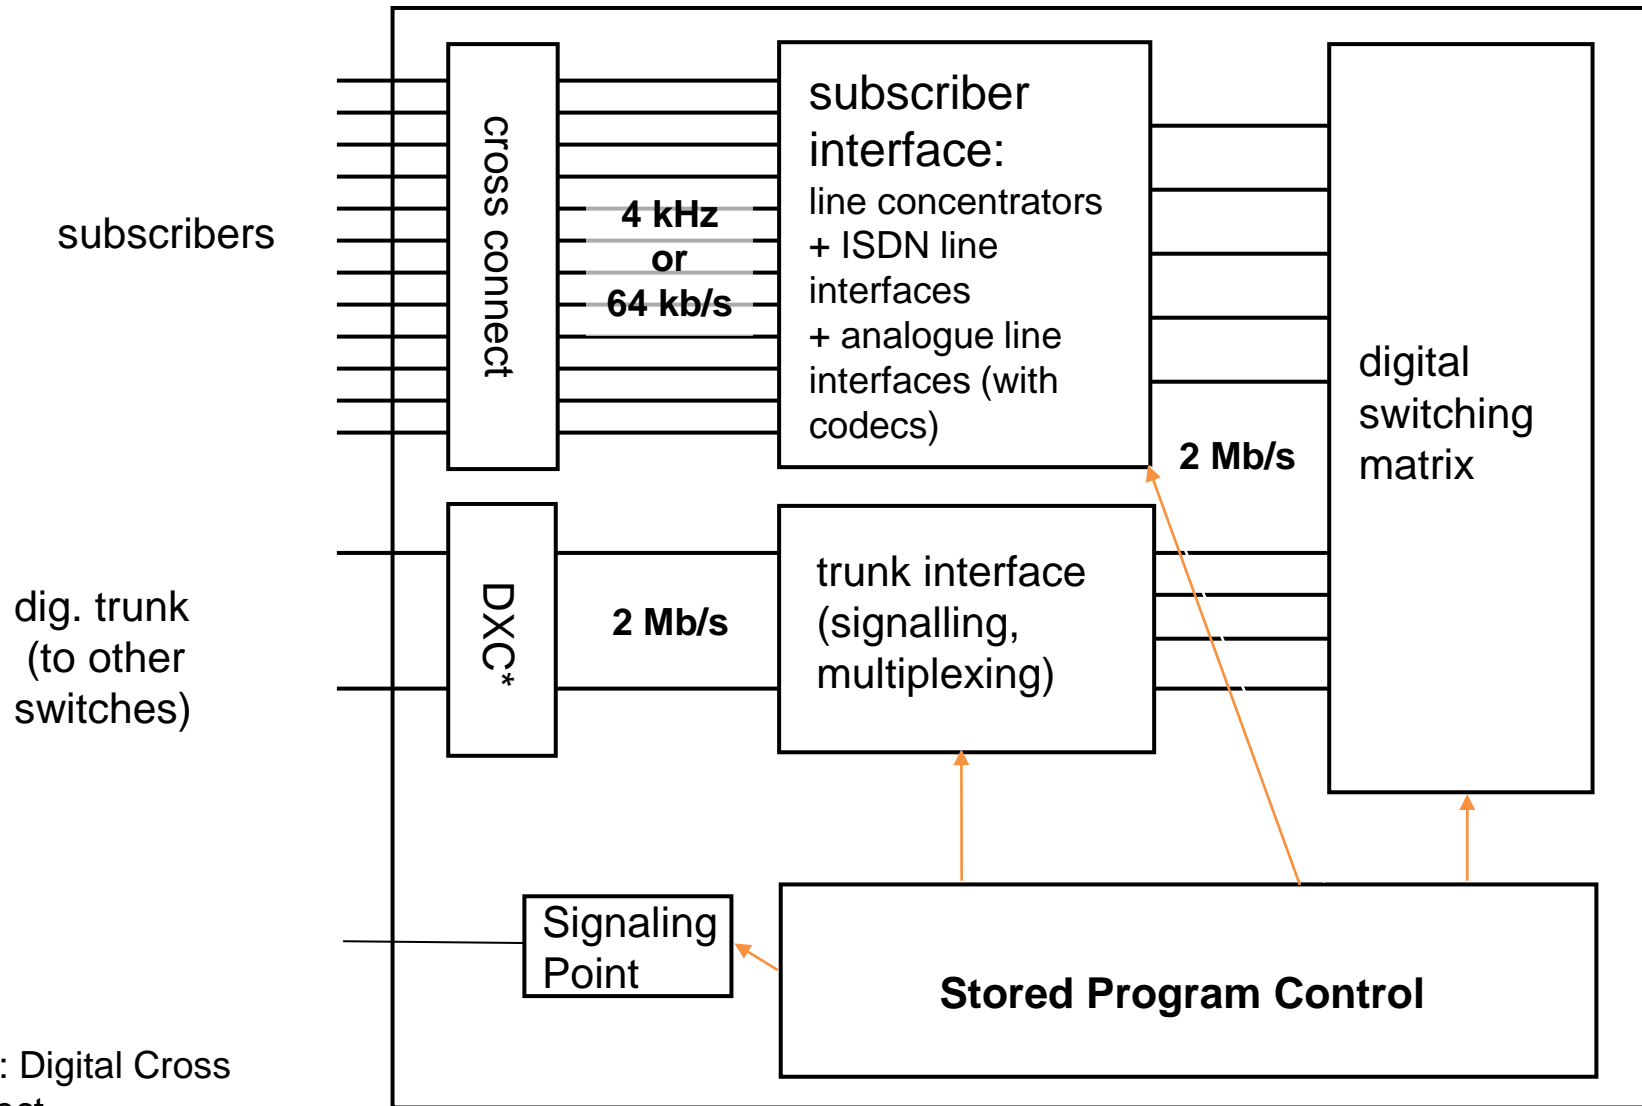 subscribers
cross connect
4 kHz
or
64 kb/s
subscriber
interface:
line concentrators
+ ISDN line
interfaces
+ analogue line
interfaces (with
codecs)
2 Mb/s
digital
switching
matrix
dig. trunk
(to other
switches)
DXC*
2 Mb/s
trunk interface
(signalling,
multiplexing)
Signaling
Point
Stored Program Control
: Digital Cross